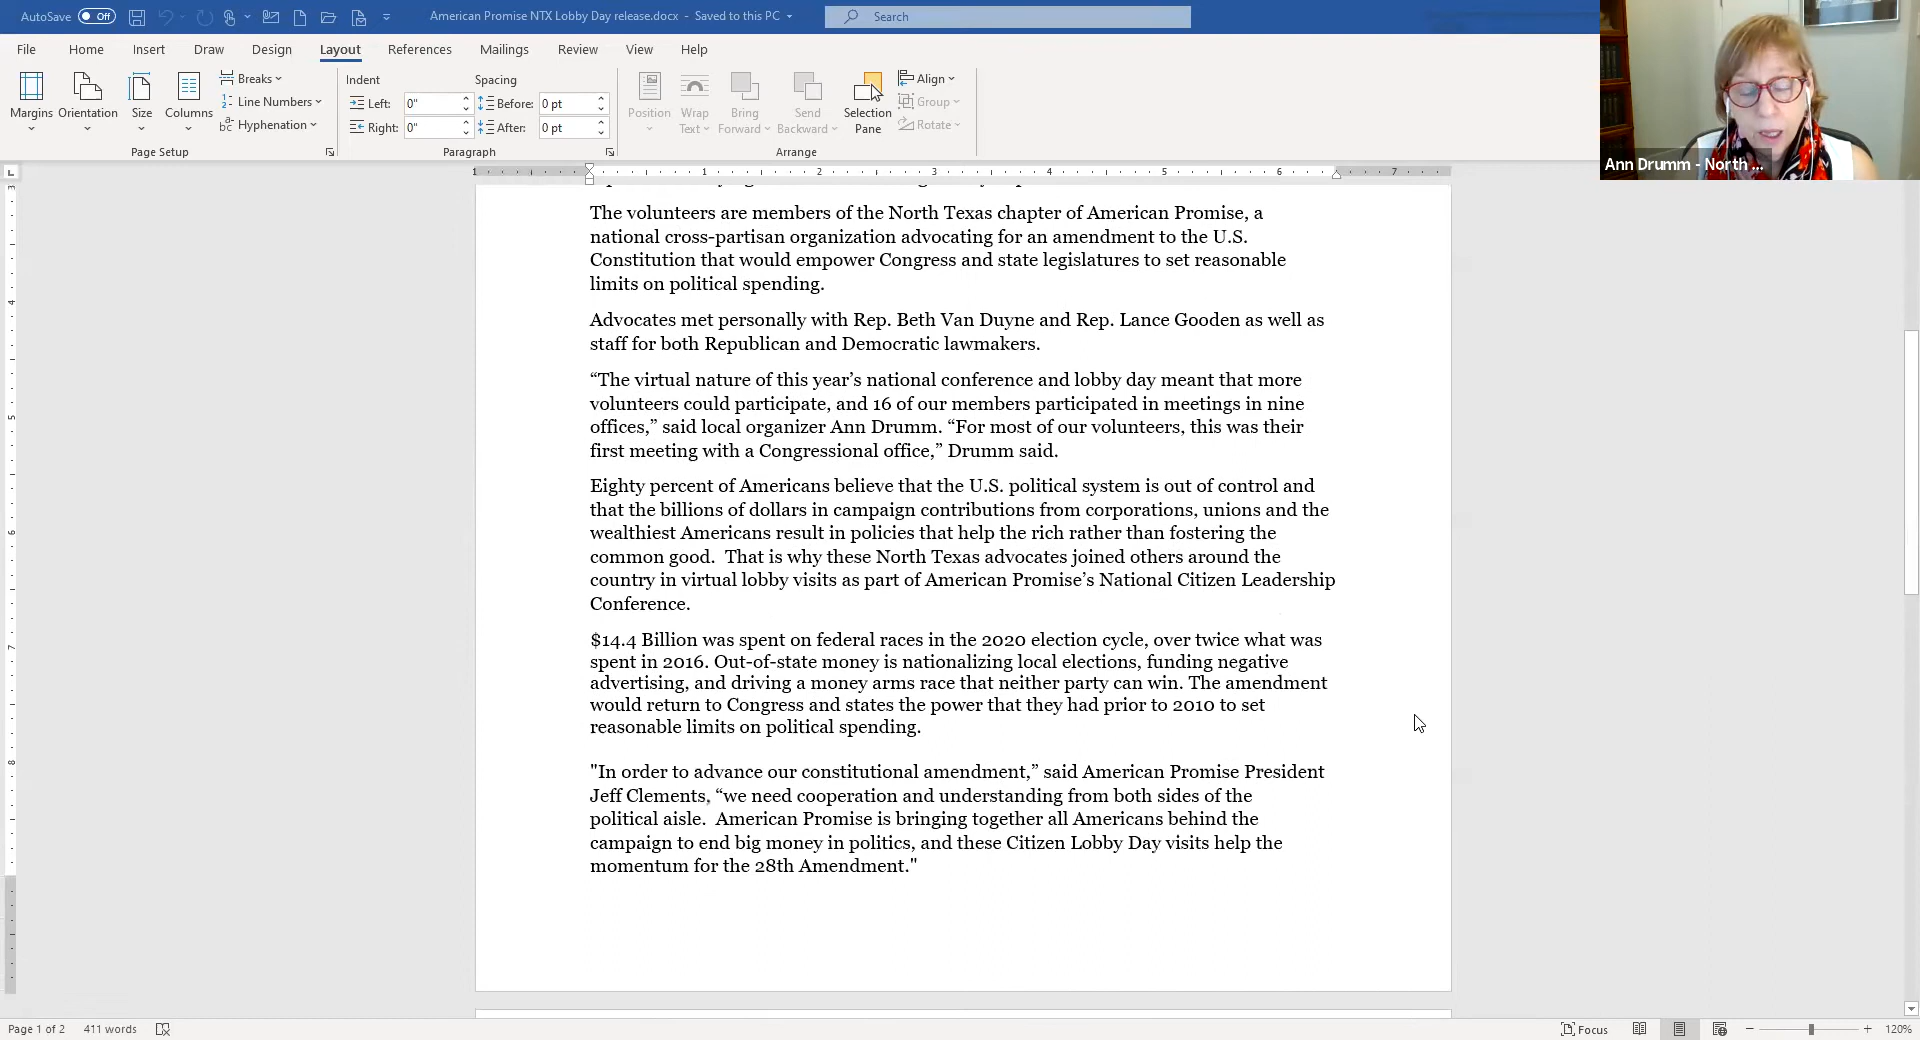 AutoSave Off American Promise NTX Lobby Day release.docx - Saved to this PC Search
File Home Insert Draw Design Layout References Mailings Review View Help
Margins Orientation Size Columns Breaks Line Numbers Hyphenation
Page Setup
Indent Spacing
Left: 0" Before: 0 pt
Right: 0" After: 0 pt
Paragraph
Position Wrap Text Bring Forward Send Backward Selection Pane Align Group Rotate
Arrange
Ann Drumm - North ...
1 1 2 3 4 5 6 7
The volunteers are members of the North Texas chapter of American Promise, a
national cross-partisan organization advocating for an amendment to the U.S.
Constitution that would empower Congress and state legislatures to set reasonable
limits on political spending.
Advocates met personally with Rep. Beth Van Duyne and Rep. Lance Gooden as well as
staff for both Republican and Democratic lawmakers.
“The virtual nature of this year’s national conference and lobby day meant that more
volunteers could participate, and 16 of our members participated in meetings in nine
offices,” said local organizer Ann Drumm. “For most of our volunteers, this was their
first meeting with a Congressional office,” Drumm said.
Eighty percent of Americans believe that the U.S. political system is out of control and
that the billions of dollars in campaign contributions from corporations, unions and the
wealthiest Americans result in policies that help the rich rather than fostering the
common good.  That is why these North Texas advocates joined others around the
country in virtual lobby visits as part of American Promise’s National Citizen Leadership
Conference.
$14.4 Billion was spent on federal races in the 2020 election cycle, over twice what was
spent in 2016. Out-of-state money is nationalizing local elections, funding negative
advertising, and driving a money arms race that neither party can win. The amendment
would return to Congress and states the power that they had prior to 2010 to set
reasonable limits on political spending.
"In order to advance our constitutional amendment,” said American Promise President
Jeff Clements, “we need cooperation and understanding from both sides of the
political aisle.  American Promise is bringing together all Americans behind the
campaign to end big money in politics, and these Citizen Lobby Day visits help the
momentum for the 28th Amendment."
3
4
5
6
7
8
Page 1 of 2 411 words Focus 120%